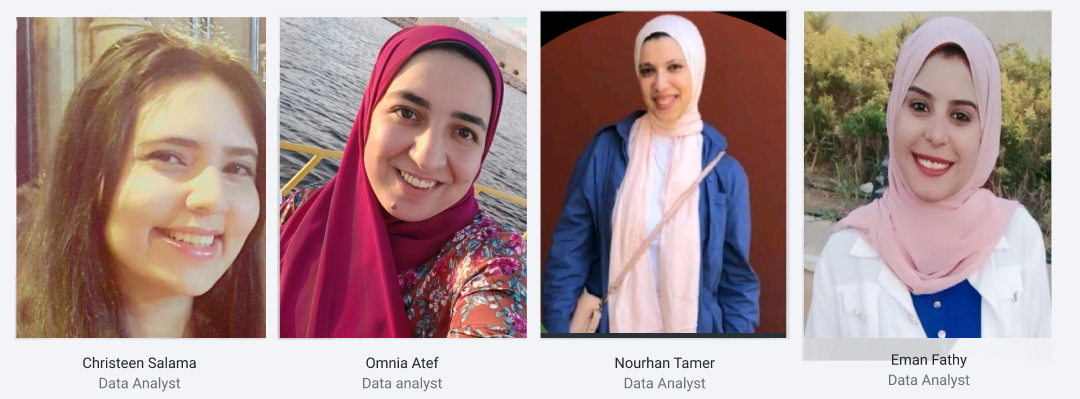 Christeen Salama
Data Analyst
Omnia Atef
Data analyst
Nourhan Tamer
Data Analyst
Eman Fathy
Data Analyst